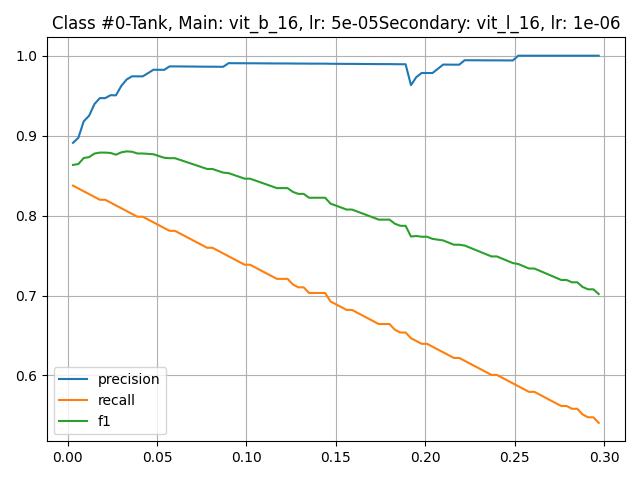 Class #0-Tank, Main: vit_b_16, lr: 5e-05Secondary: vit_l_16, lr: 1e-06
1.0
0.9
0.8
0.7
0.6
precision
recall
f1
0.00 0.05 0.10 0.15 0.20 0.25 0.30